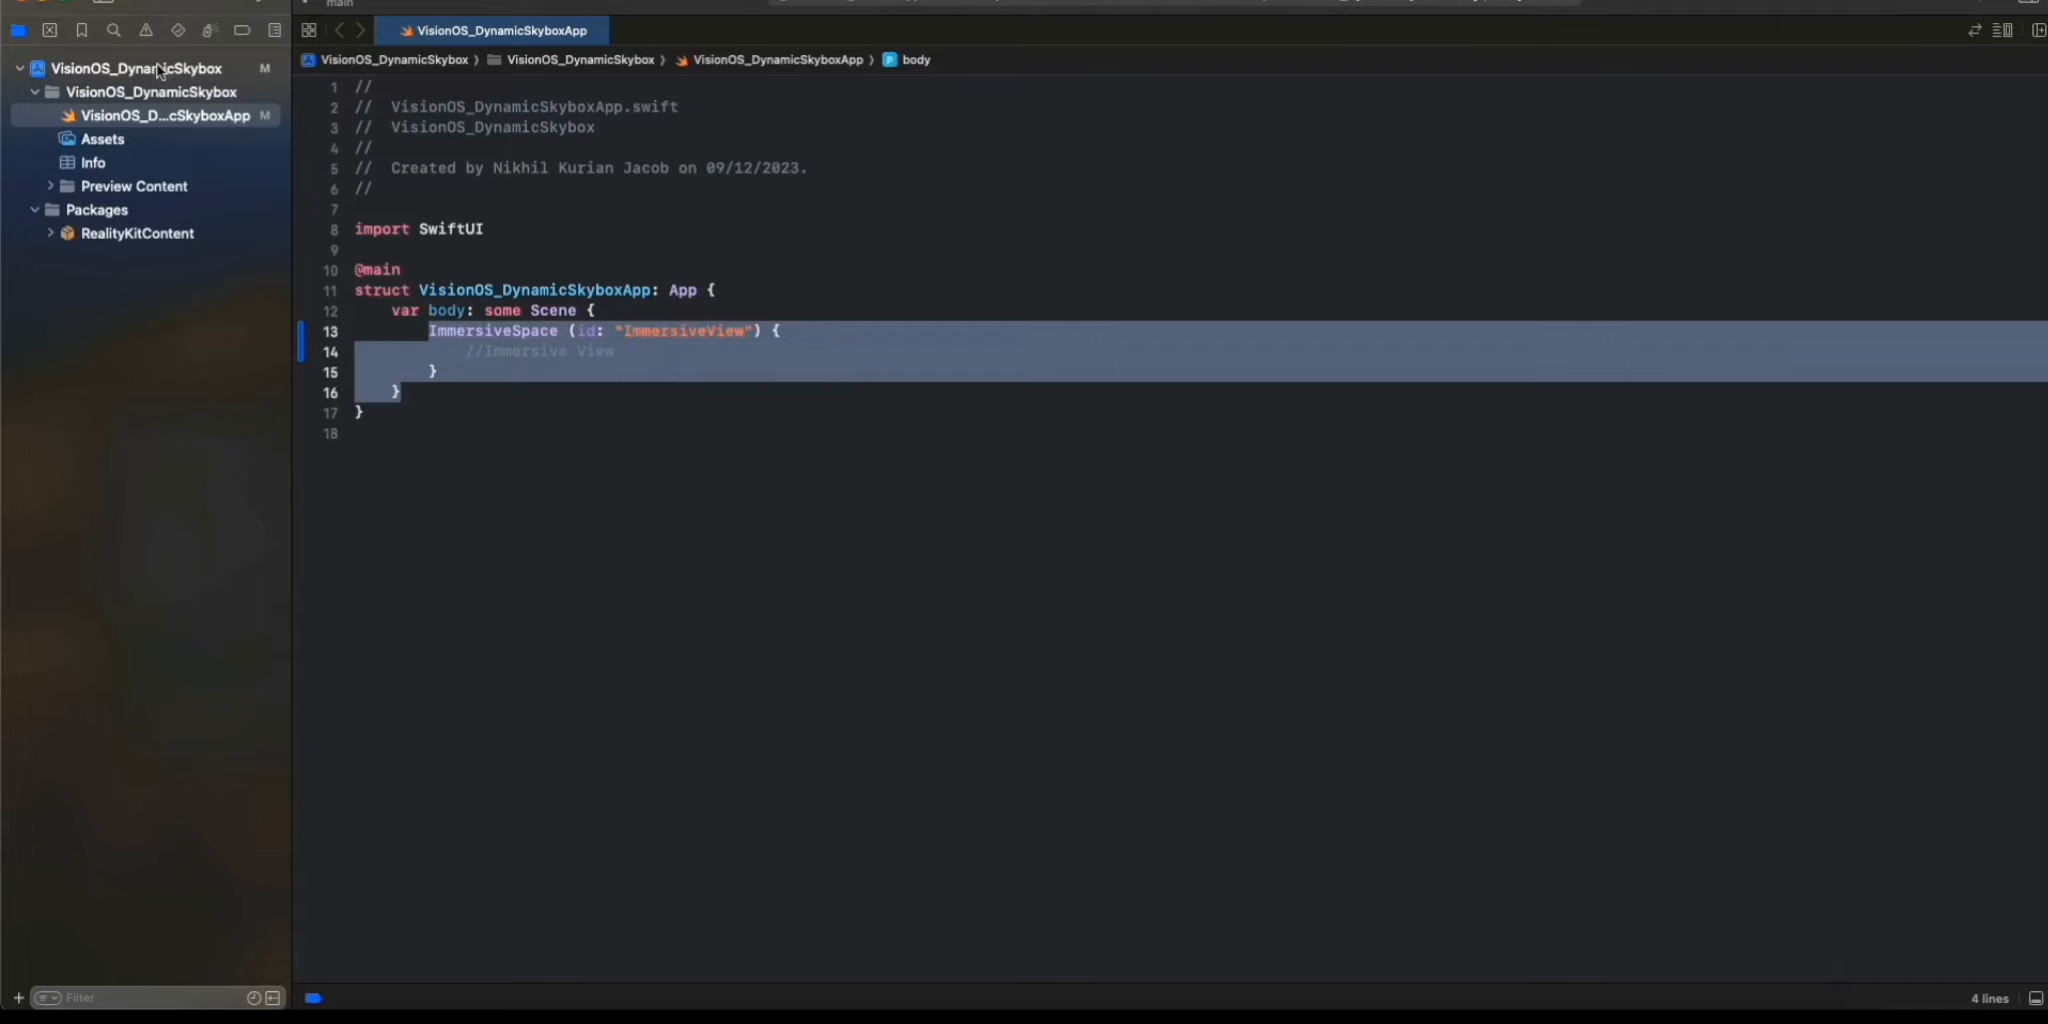 main
VisionOS_DynamicSkyboxApp
VisionOS_DynamicSkybox M
VisionOS_DynamicSkybox
VisionOS_D...cSkyboxApp M
Assets
Info
Preview Content
Packages
RealityKitContent
VisionOS_DynamicSkybox 〉 VisionOS_DynamicSkybox 〉 VisionOS_DynamicSkyboxApp 〉 P body
1 //
2 // VisionOS_DynamicSkyboxApp.swift
3 // VisionOS_DynamicSkybox
4 //
5 // Created by Nikhil Kurian Jacob on 09/12/2023.
6 //
7
8 import SwiftUI
9
10 @main
11 struct VisionOS_DynamicSkyboxApp: App {
12 var body: some Scene {
13 ImmersiveSpace (id: "ImmersiveView") {
14 //Immersive View
15 }
16 }
17 }
18
Filter
4 lines